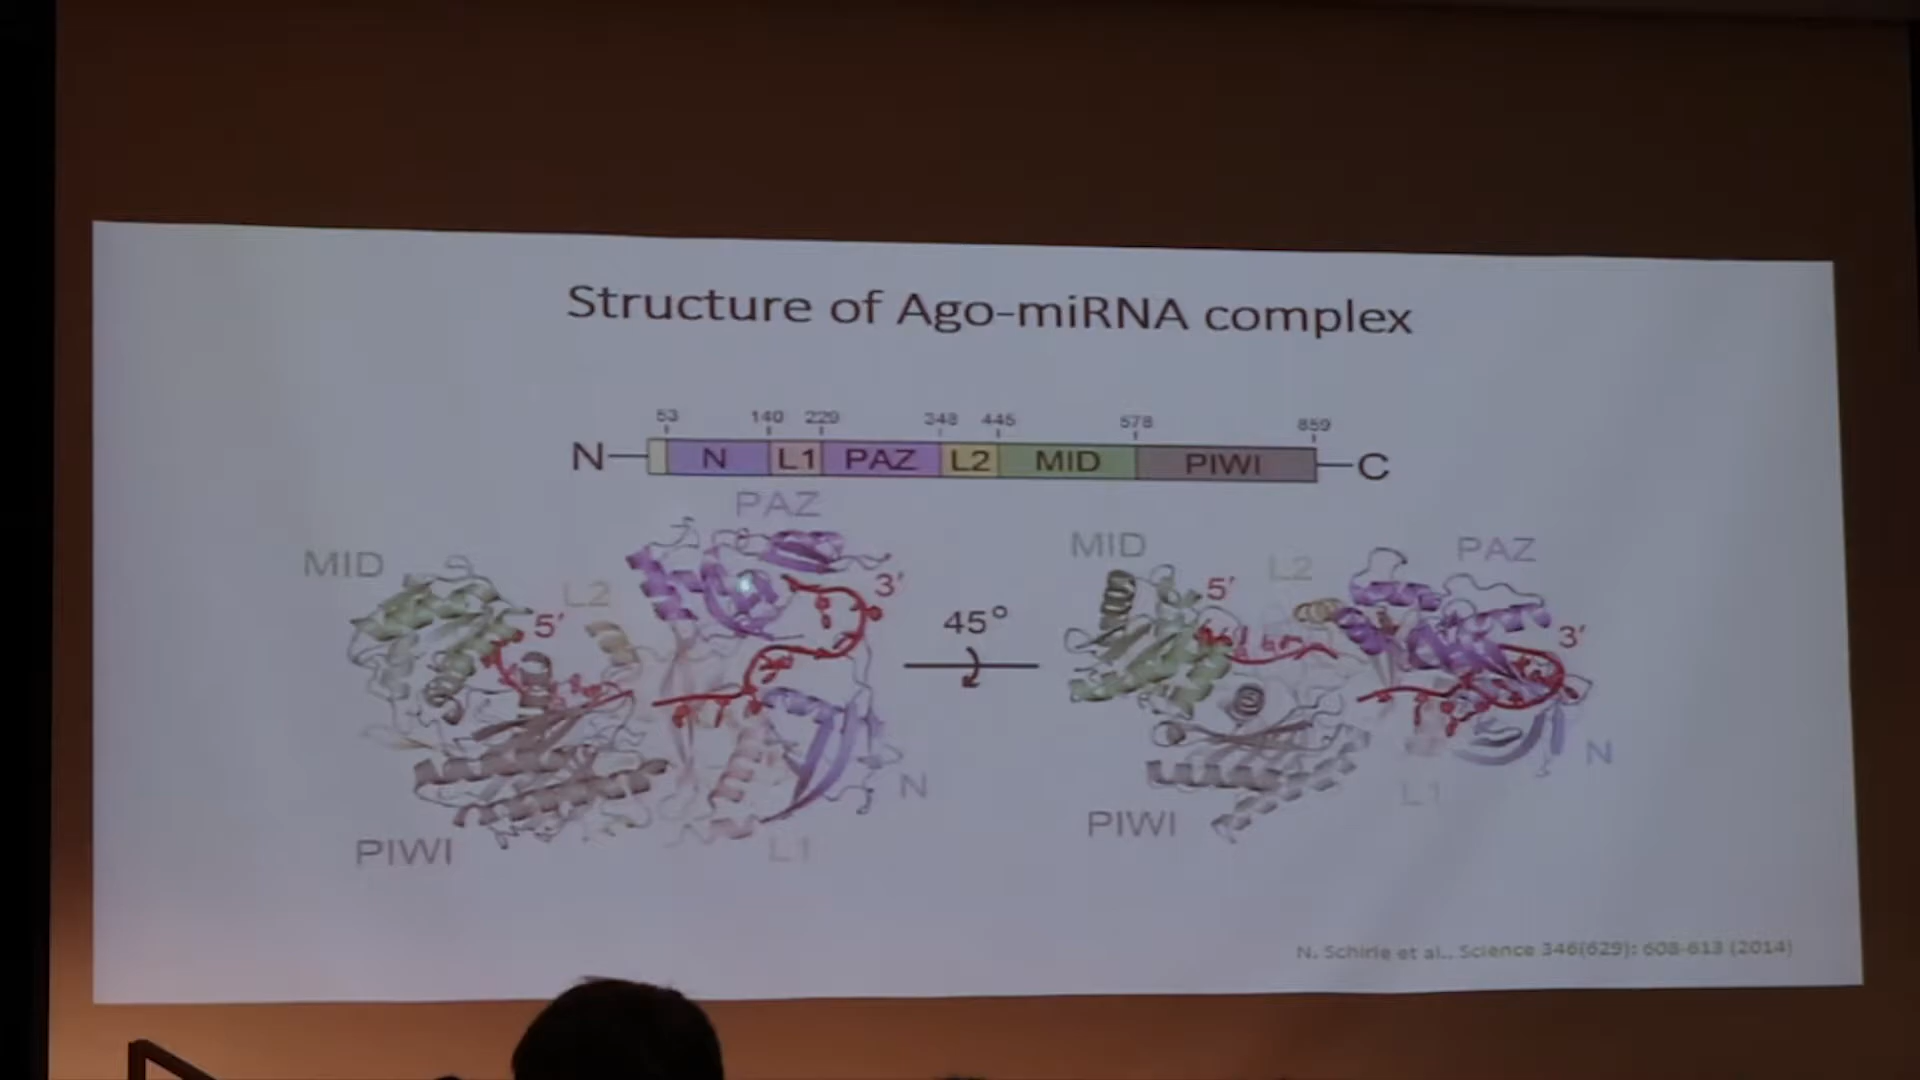 Structure of Ago-miRNA complex
53 140 229 348 445 578 859
N N L1 PAZ L2 MID PIWI C
PAZ
MID
L2
5′
3′
N
L1
PIWI
45°
MID
5′
L2
PAZ
3′
N
L1
PIWI
N. Schirle et al., Science 346(629): 608-613 (2014)